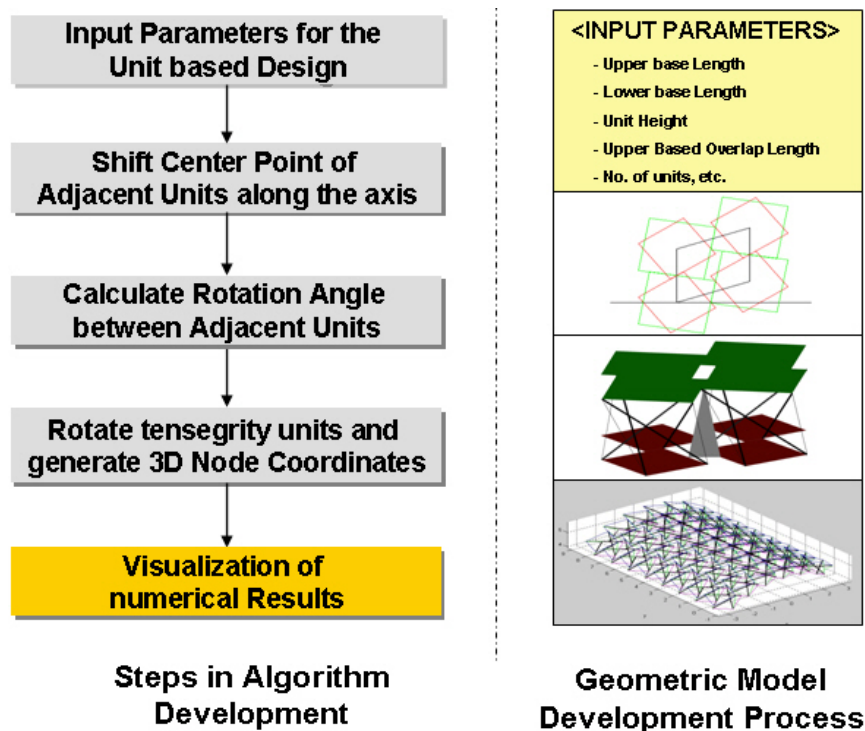 Input Parameters for the
Unit based Design
Shift Center Point of
Adjacent Units along the axis
Calculate Rotation Angle
between Adjacent Units
Rotate tensegrity units and
generate 3D Node Coordinates
Visualization of
numerical Results
Steps in Algorithm
Development
<INPUT PARAMETERS>
- Upper base Length
- Lower base Length
- Unit Height
- Upper Based Overlap Length
- No. of units, etc.
Geometric Model
Development Process